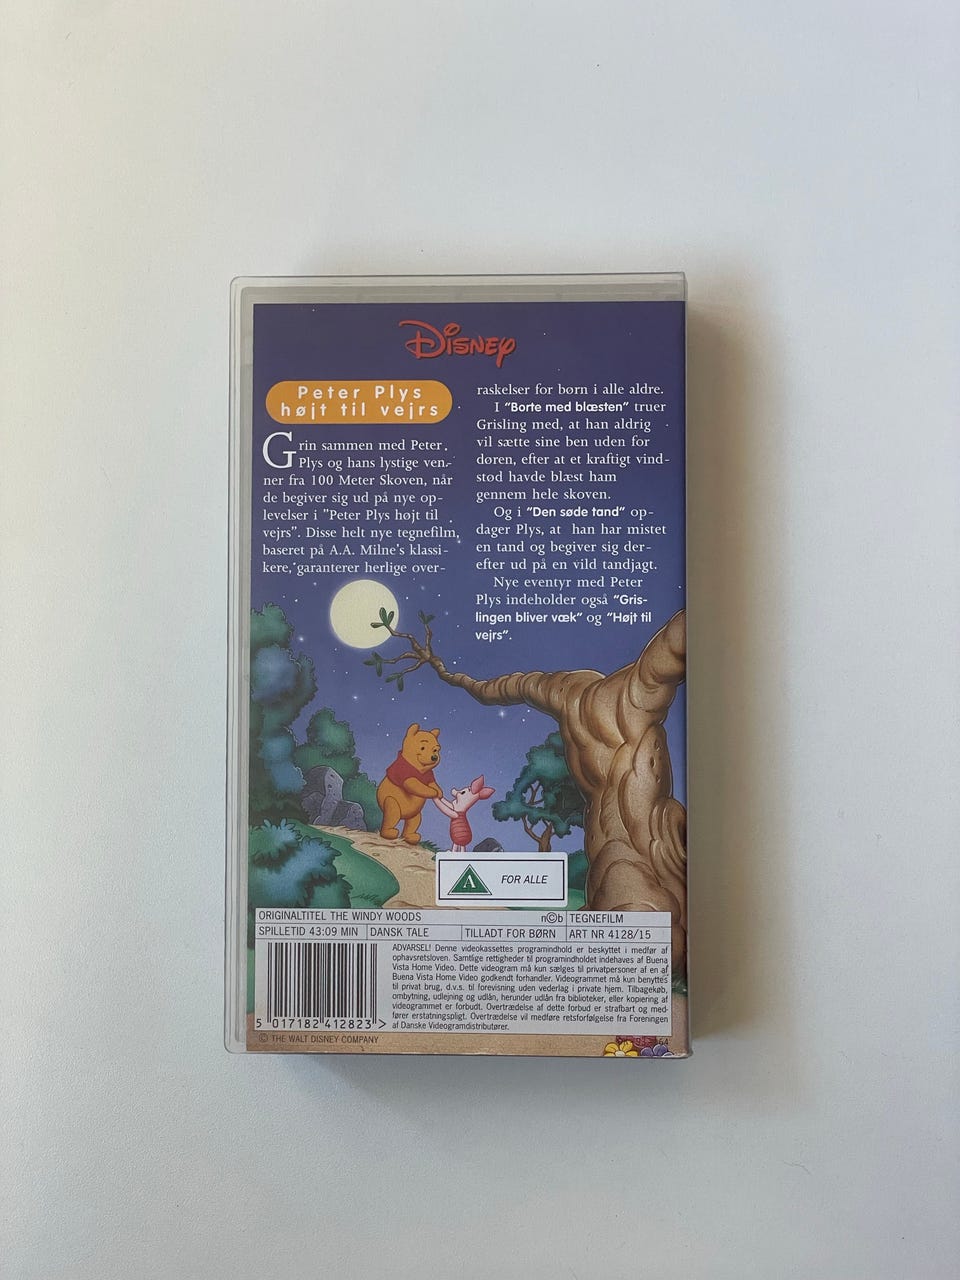 Disney
Peter Plys
højt til vejrs
Grin sammen med Peter
Plys og hans lystige ven-
ner fra 100 Meter Skoven, når
de begiver sig ud på nye op-
levelser i "Peter Plys højt til
vejrs". Disse helt nye tegnefilm,
baseret på A.A. Milne's klassi-
kere, garanterer herlige over-
raskelser for børn i alle aldre.
I "Borte med blæsten" truer
Grisling med, at han aldrig
vil sætte sine ben uden for
døren, efter at et kraftigt vind-
stød havde blæst ham
gennem hele skoven.
Og i "Den søde tand" op-
dager Plys, at han har mistet
en tand og begiver sig der-
efter ud på en vild tandjagt.
Nye eventyr med Peter
Plys indeholder også "Gris-
lingen bliver væk" og "Højt til
vejrs".
A FOR ALLE
ORIGINALTITEL THE WINDY WOODS n©b TEGNEFILM
SPILLETID 43:09 MIN DANSK TALE TILLADT FOR BØRN ART NR 4128/15
ADVARSEL! Denne videokassettes programindhold er beskyttet i medfør af
ophavsretsloven. Samtlige rettigheder til programindholdet indehaves af Buena
Vista Home Video. Dette videogram må kun sælges til privatpersoner af en af
Buena Vista Home Video godkendt forhandler. Videogrammet må kun benyttes
til privat brug, d.v.s. til forevisning uden vederlag i private hjem. Tilbagekøb,
ombytning, udlejning og udlån, herunder udlån fra biblioteker, eller kopiering af
videogrammet er forbudt. Overtrædelse af dette forbud er strafbart og med-
fører erstatningspligt. Overtrædelse vil medføre retsforfølgelse fra Foreningen
af Danske Videogramdistributører.
5 017182 412823 >
© THE WALT DISNEY COMPANY